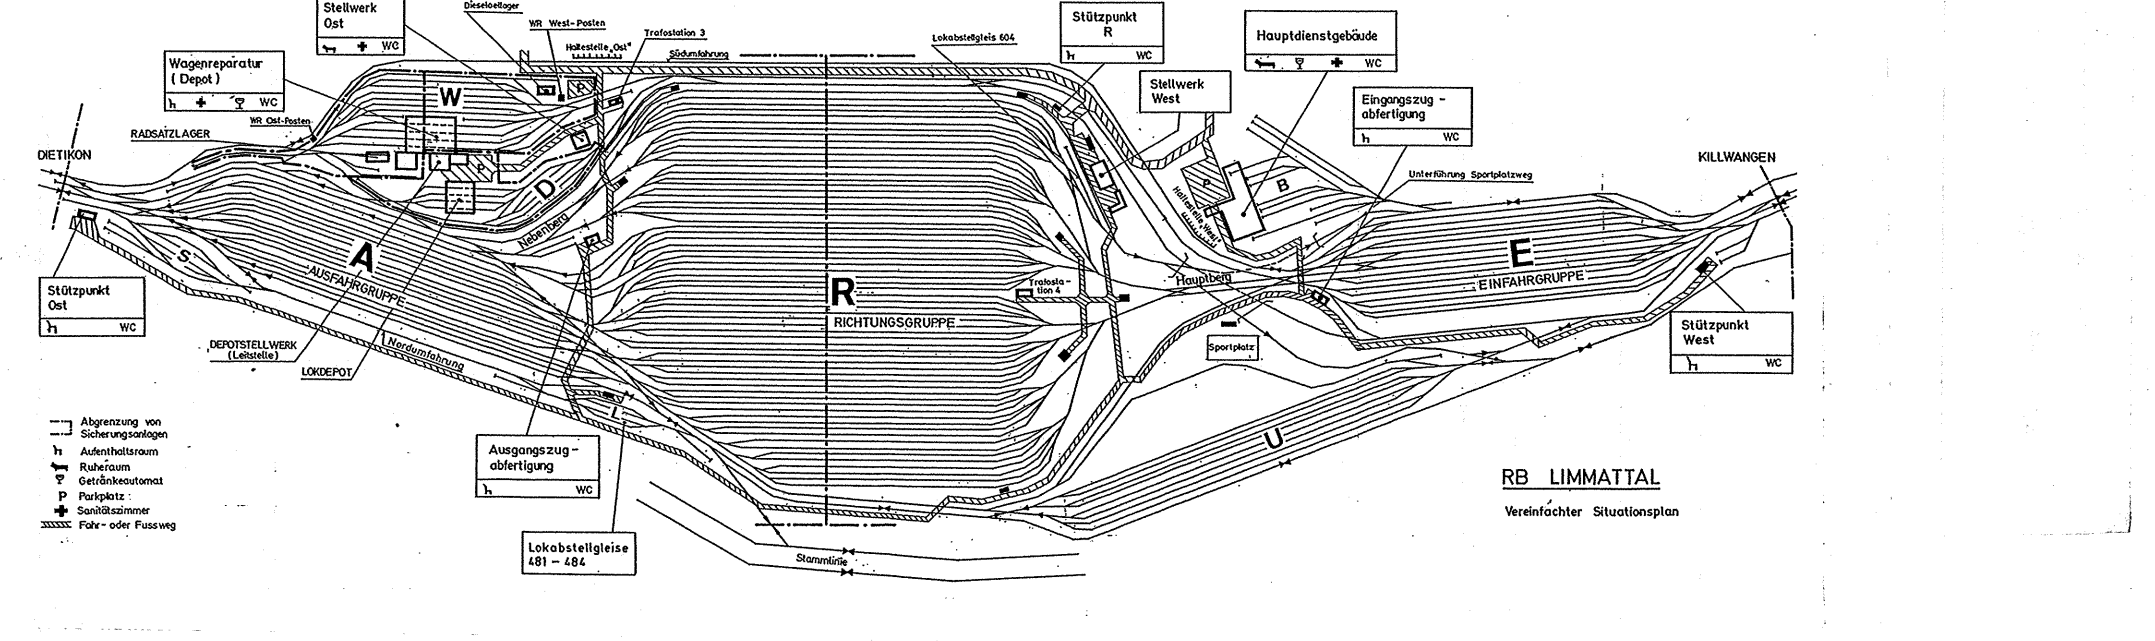 Stellwerk
Ost
WC
Dieseloellager
WR West-Posten
Haltestelle „Ost"
Trafostation 3
Südumfahrung
Lokabstellgleis 604
Stützpunkt
R
WC
Hauptdienstgebäude
WC
Wagenreparatur
( Depot )
WC
W
P
Stellwerk
West
Eingangszug -
abfertigung
WC
WR Ost-Posten
RADSATZLAGER
DIETIKON
KILLWANGEN
P
D
P
B
Unterführung Sportplatzweg
Haltestelle „West"
Nebenberg
S
A
AUSFAHRGRUPPE
E
EINFAHRGRUPPE
Hauptberg
Trafosta-
tion 4
R
RICHTUNGSGRUPPE
Stützpunkt
Ost
WC
Stützpunkt
West
WC
DEPOTSTELLWERK
(Leitstelle)
LOKDEPOT
Nordumfahrung
Sportplatz
L
U
Abgrenzung von
Sicherungsanlagen
Aufenthaltsraum
Ruheraum
Getränkeautomat
P Parkplatz :
Sanitätszimmer
Fahr- oder Fussweg
Ausgangszug -
abfertigung
WC
Lokabstellgleise
481 - 484
Stammlinie
RB LIMMATTAL
Vereinfachter Situationsplan